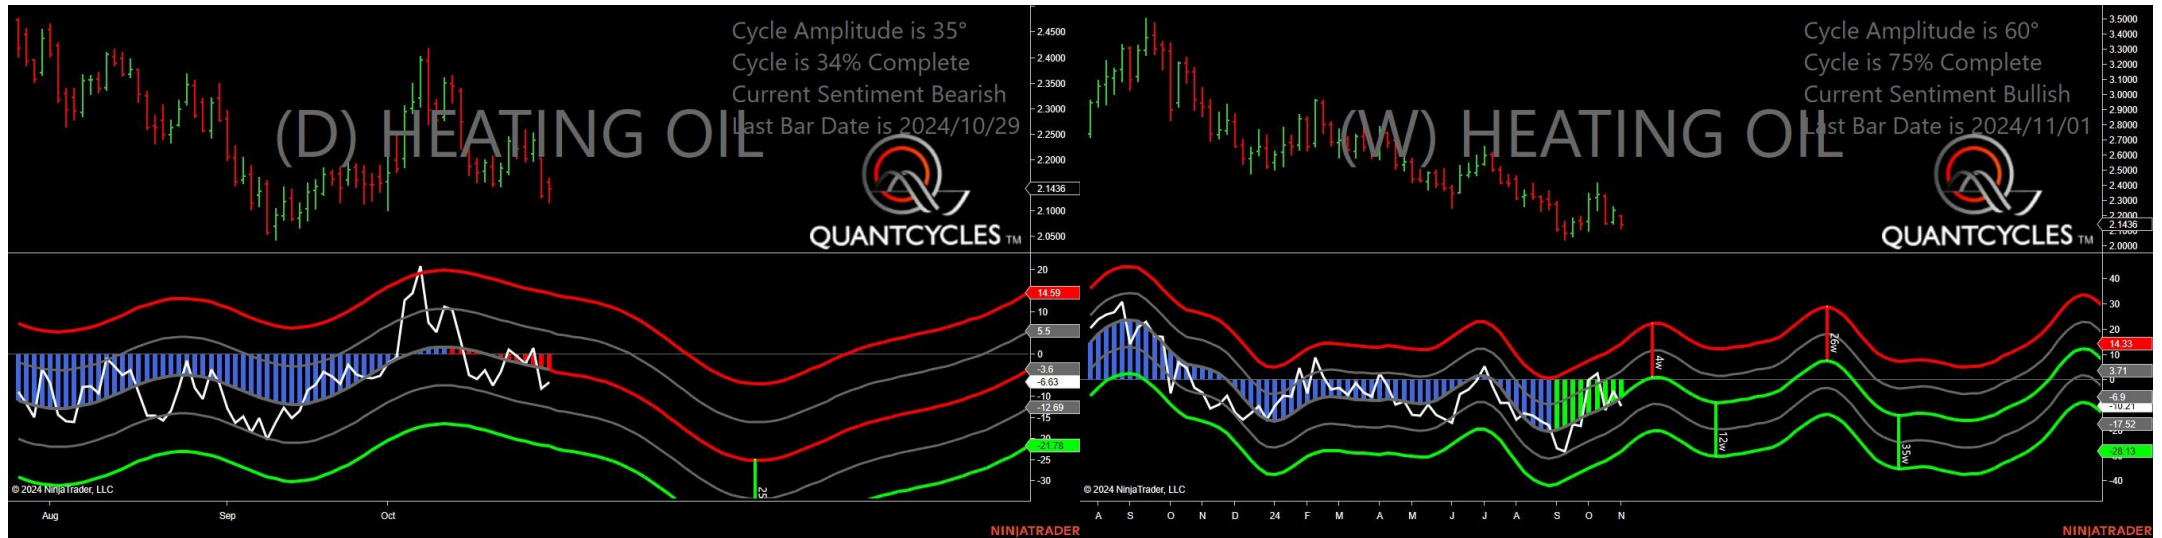 Cycle Amplitude is 35°
Cycle is 34% Complete
Current Sentiment Bearish
Last Bar Date is 2024/10/29
(D) HEATING OIL
QUANTCYCLES TM
2.4500
2.4000
2.3500
2.3000
2.2500
2.2000
2.1436
2.1000
2.0500
20
14.59
10
5.5
0
-3.6
-6.63
-10
-12.69
-15
-21.78
-25
-30
25
© 2024 NinjaTrader, LLC
Aug Sep Oct
NINJATRADER
Cycle Amplitude is 60°
Cycle is 75% Complete
Current Sentiment Bullish
Last Bar Date is 2024/11/01
(W) HEATING OIL
QUANTCYCLES TM
3.5000
3.4000
3.3000
3.2000
3.1000
3.0000
2.9000
2.8000
2.7000
2.6000
2.5000
2.4000
2.3000
2.2000
2.1436
2.0000
40
30
20
14.33
10
3.71
0
-6.9
-10.21
-17.52
-28.13
-40
4w
12w
26w
35w
© 2024 NinjaTrader, LLC
A S O N D 24 F M A M J J A S O N
NINJATRADER